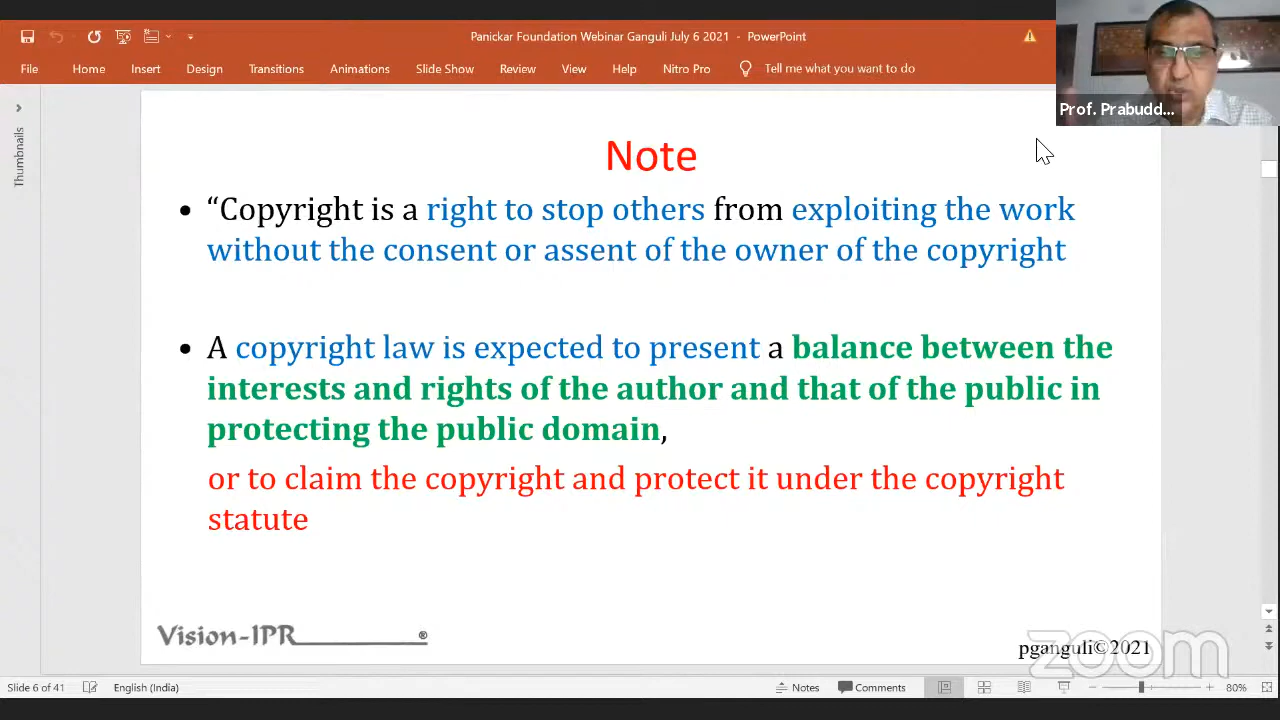 Panickar Foundation Webinar Ganguli July 6 2021 - PowerPoint
File Home Insert Design Transitions Animations Slide Show Review View Help Nitro Pro Tell me what you want to do
Prof. Prabudd...
Thumbnails
Note
• “Copyright is a right to stop others from exploiting the work
without the consent or assent of the owner of the copyright
• A copyright law is expected to present a balance between the
interests and rights of the author and that of the public in
protecting the public domain,
or to claim the copyright and protect it under the copyright
statute
Vision-IPR ®
pganguli©2021
zoom
Slide 6 of 41 English (India) Notes Comments 80%